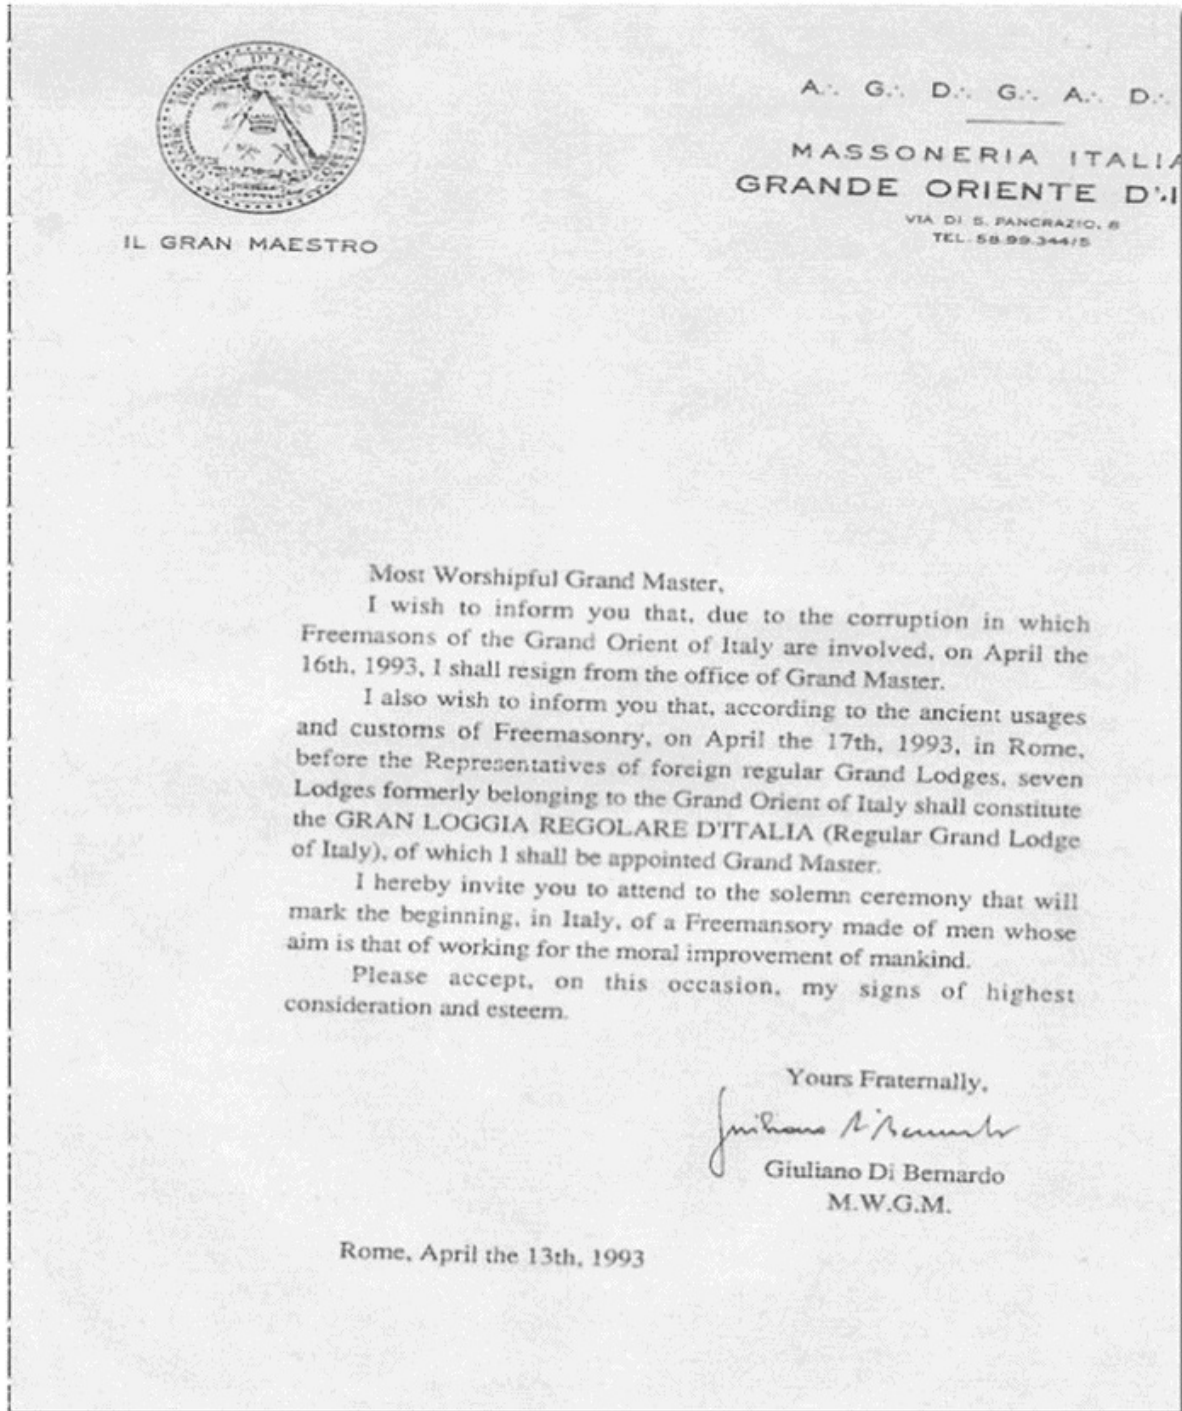 GRANDE ORIENTE D'ITALIA
IL GRAN MAESTRO
A∴ G∴ D∴ G∴ A∴ D∴
MASSONERIA ITALIA
GRANDE ORIENTE D'∴I
VIA DI S. PANCRAZIO, 8
TEL. 58.99.344/5
Most Worshipful Grand Master,
I wish to inform you that, due to the corruption in which
Freemasons of the Grand Orient of Italy are involved, on April the
16th, 1993, I shall resign from the office of Grand Master.
I also wish to inform you that, according to the ancient usages
and customs of Freemasonry, on April the 17th, 1993, in Rome,
before the Representatives of foreign regular Grand Lodges, seven
Lodges formerly belonging to the Grand Orient of Italy shall constitute
the GRAN LOGGIA REGOLARE D'ITALIA (Regular Grand Lodge
of Italy), of which I shall be appointed Grand Master.
I hereby invite you to attend to the solemn ceremony that will
mark the beginning, in Italy, of a Freemansory made of men whose
aim is that of working for the moral improvement of mankind.
Please accept, on this occasion, my signs of highest
consideration and esteem.
Yours Fraternally,
Giuliano Di Bernardo
Giuliano Di Bernardo
M.W.G.M.
Rome, April the 13th, 1993